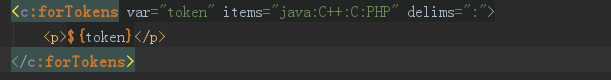 <c:forTokens var="token" items="java:C++:C:PHP" delims=":">
<p>${token}</p>
</c:forTokens>